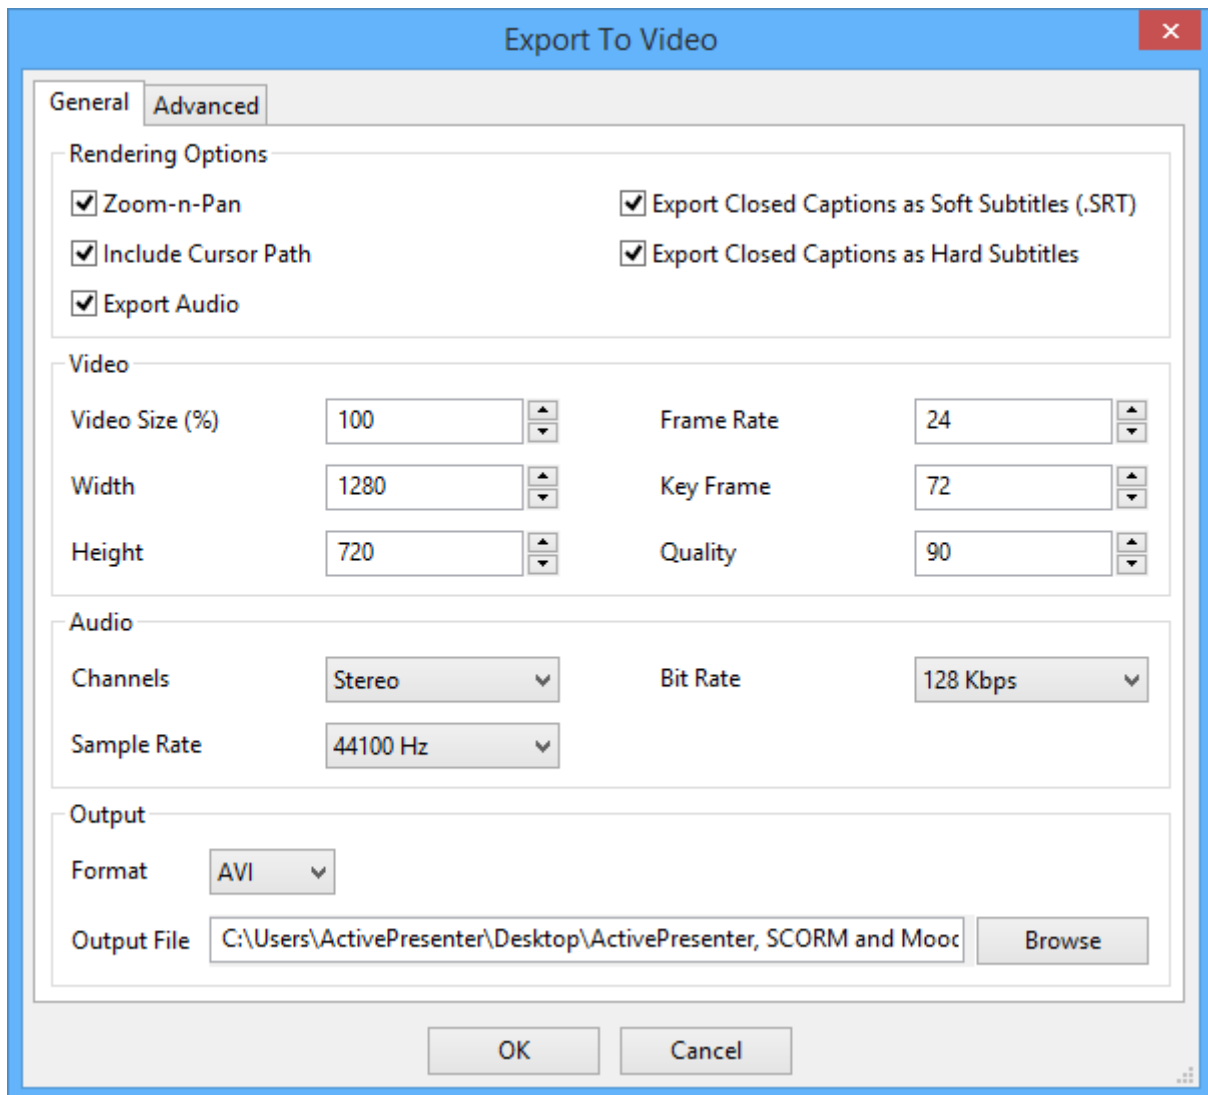 Export To Video
General Advanced
Rendering Options
Zoom-n-Pan Export Closed Captions as Soft Subtitles (.SRT)
Include Cursor Path Export Closed Captions as Hard Subtitles
Export Audio
Video
Video Size (%) 100 Frame Rate 24
Width 1280 Key Frame 72
Height 720 Quality 90
Audio
Channels Stereo Bit Rate 128 Kbps
Sample Rate 44100 Hz
Output
Format AVI
Output File C:\Users\ActivePresenter\Desktop\ActivePresenter, SCORM and Mooc Browse
OK Cancel